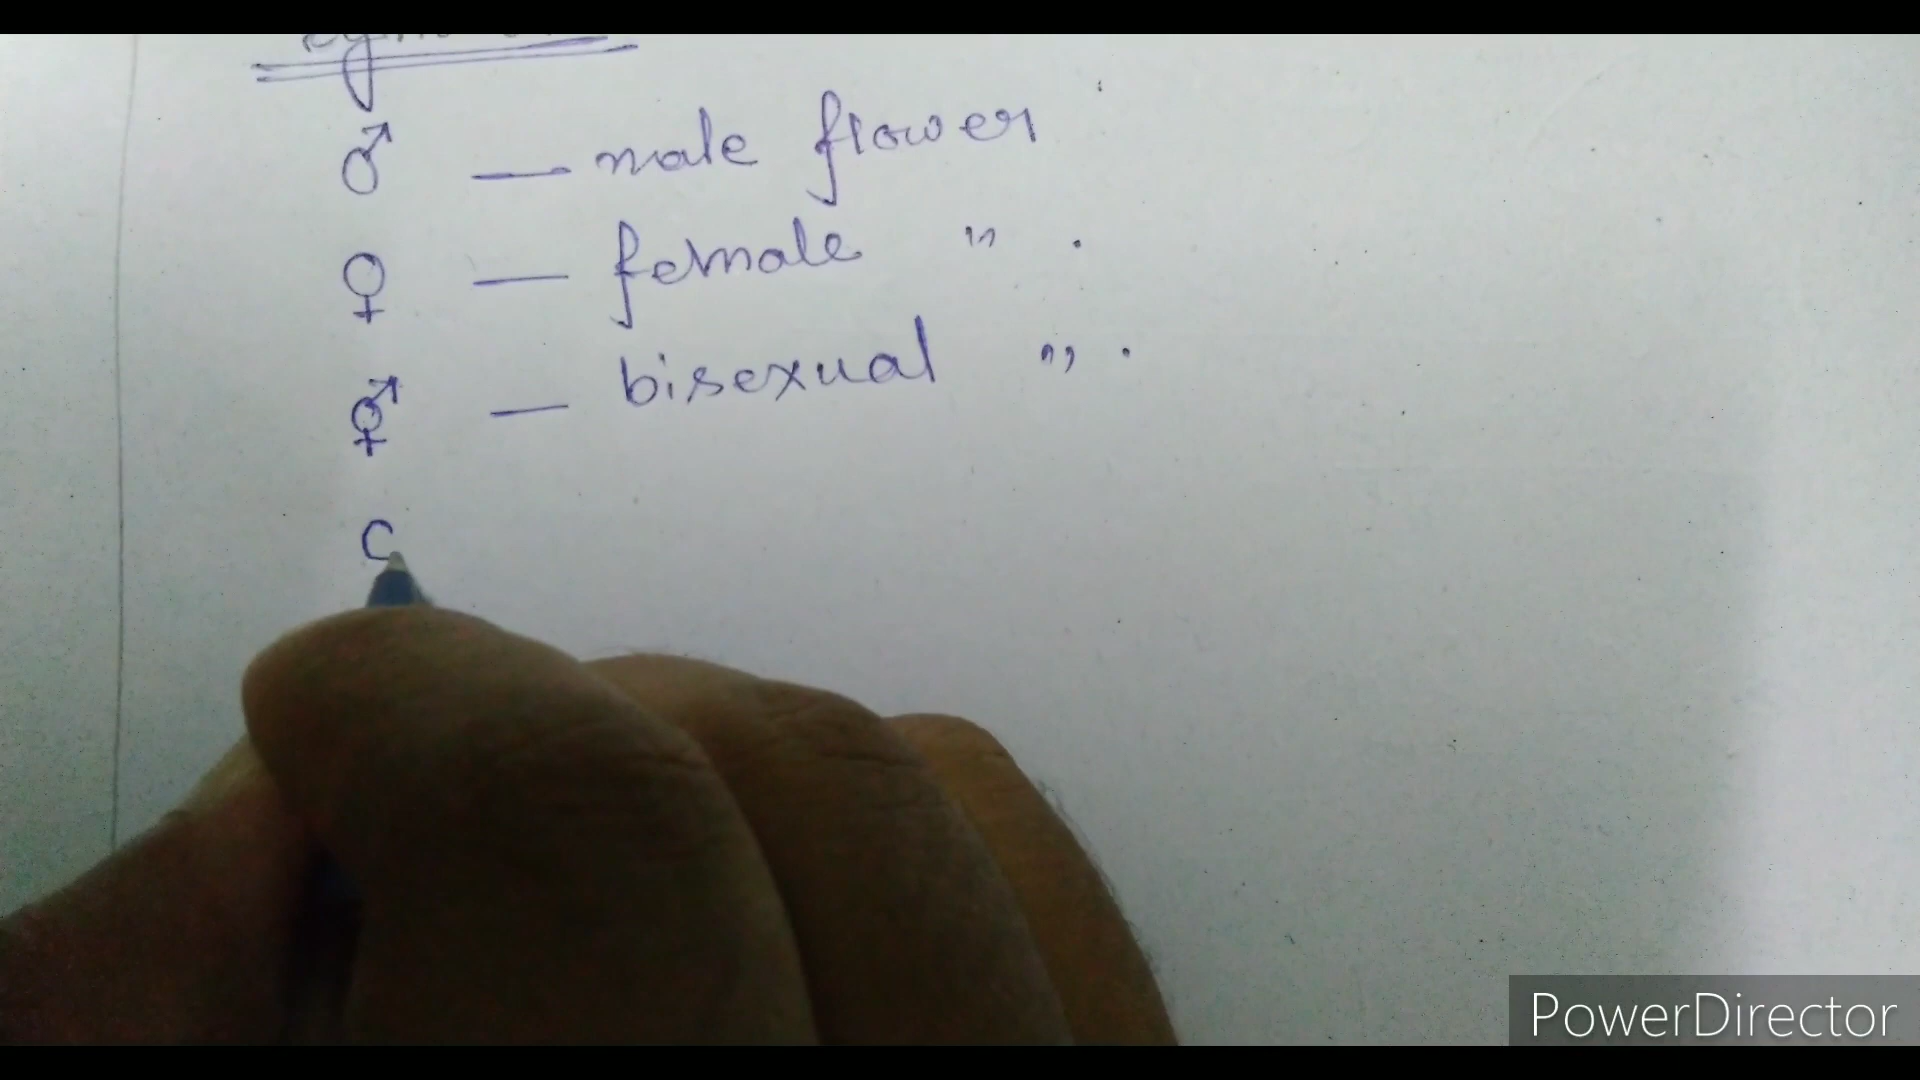 ♂ — male flower
♀ — female " .
⚥ — bisexual " .
C
PowerDirector